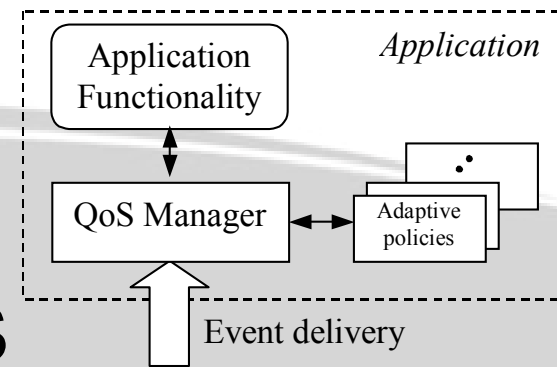 Application
Application
Functionality
QoS Manager
Adaptive
policies
Event delivery
s